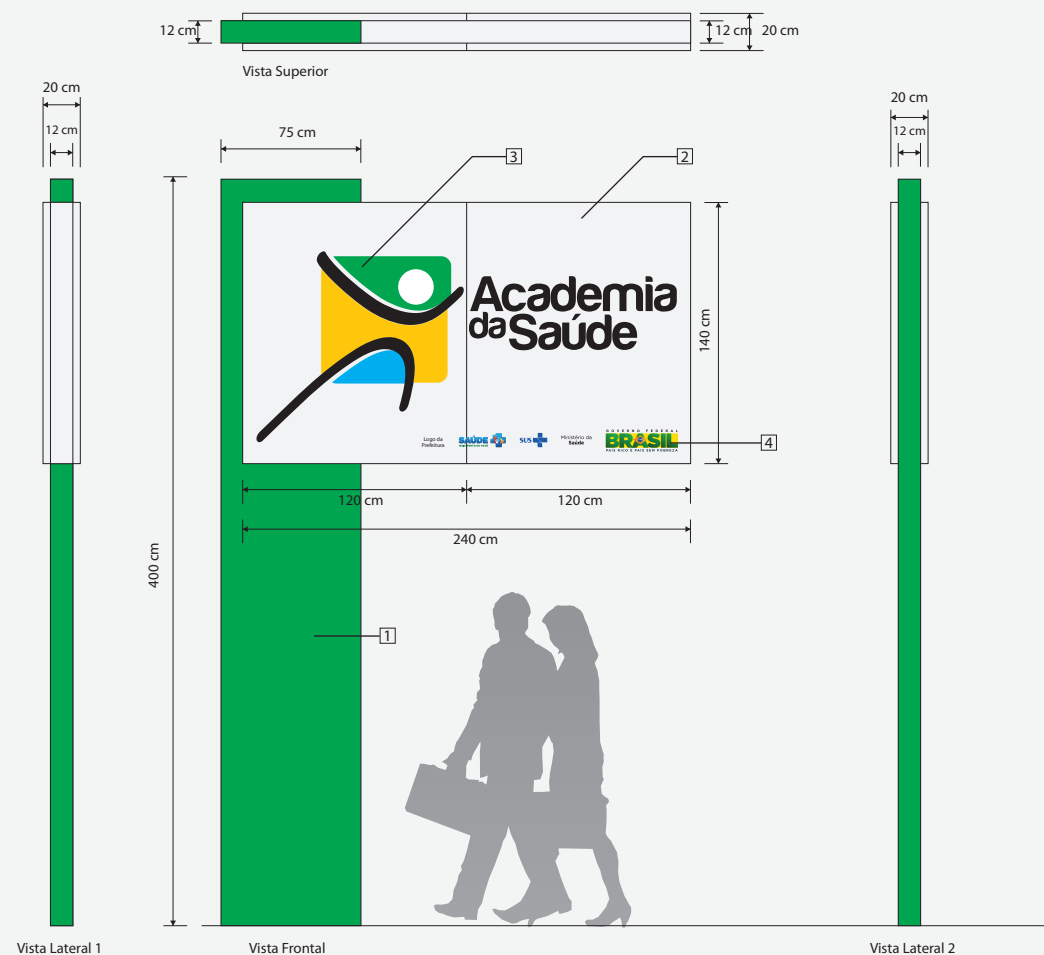 12 cm
12 cm
20 cm
Vista Superior
20 cm
12 cm
75 cm
3
2
20 cm
12 cm
Academia
da Saúde
140 cm
Logo da
Prefeitura
SAÚDE
SUS
Ministério da
Saúde
GOVERNO FEDERAL
BRASIL
PAÍS RICO É PAÍS SEM POBREZA
4
120 cm
120 cm
240 cm
400 cm
1
Vista Lateral 1
Vista Frontal
Vista Lateral 2